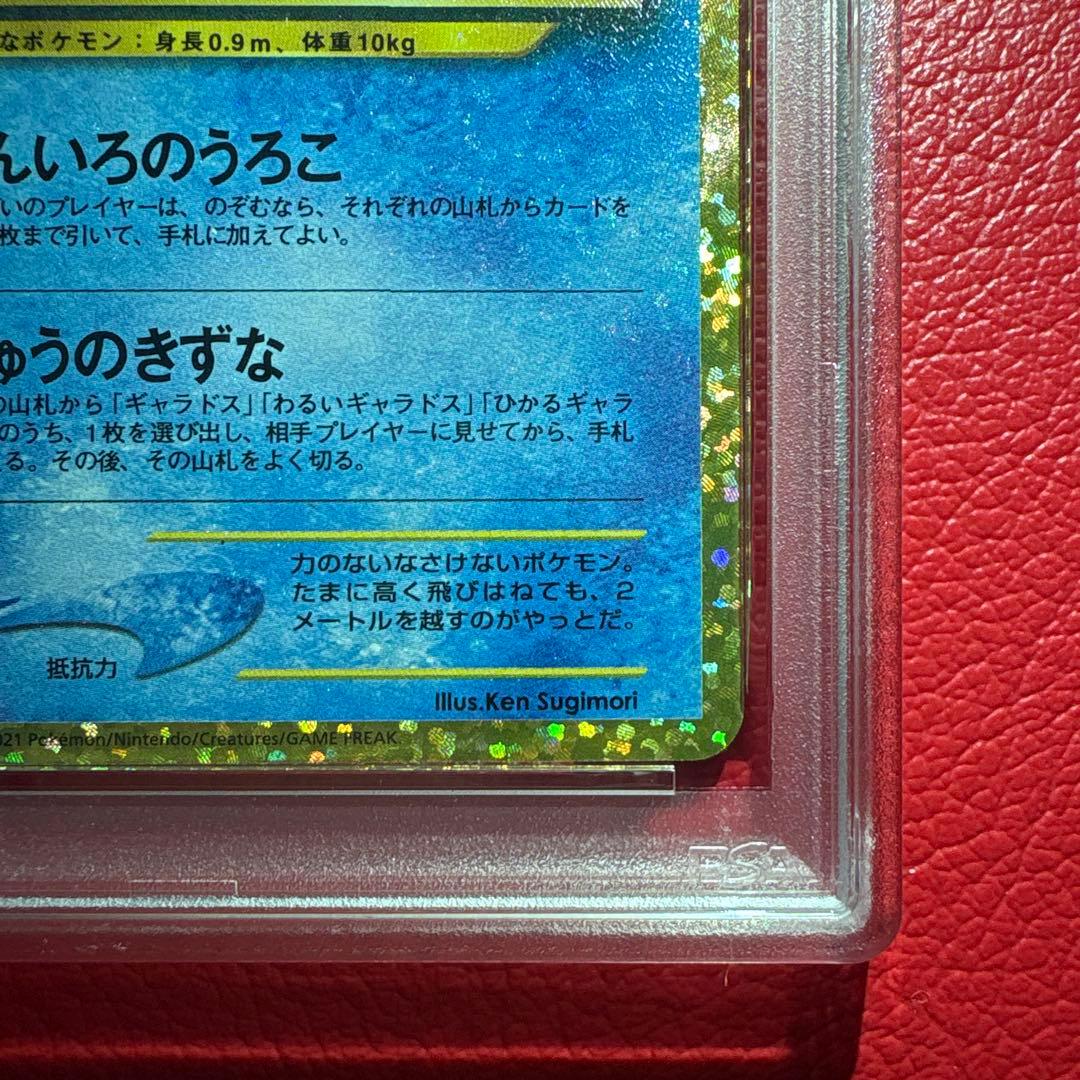 なポケモン：身長0.9m、体重10kg
んいろのうろこ
いのプレイヤーは、のぞむなら、それぞれの山札からカードを
枚まで引いて、手札に加えてよい。
ゅうのきずな
の山札から「ギャラドス」「わるいギャラドス」「ひかるギャラ
のうち、1枚を選び出し、相手プレイヤーに見せてから、手札
る。その後、その山札をよく切る。
力のないなさけないポケモン。
たまに高く飛びはねても、2
メートルを越すのがやっとだ。
抵抗力
Illus.Ken Sugimori
021 Pokémon/Nintendo/Creatures/GAME FREAK.
PSA